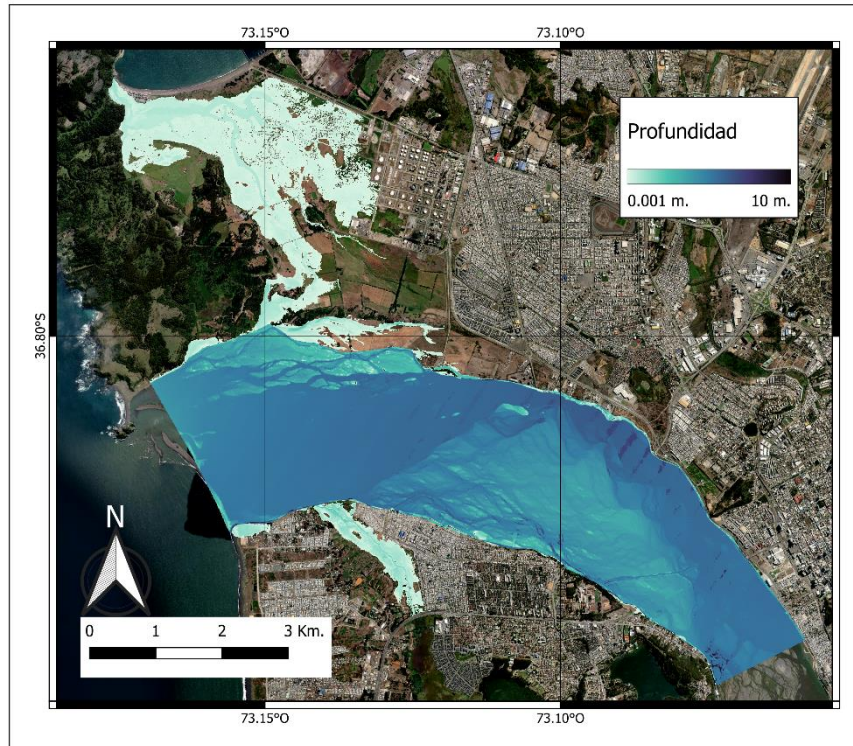 73.15°O 73.10°O
Profundidad
0.001 m. 10 m.
36.80°S
N
0 1 2 3 Km.
73.15°O 73.10°O